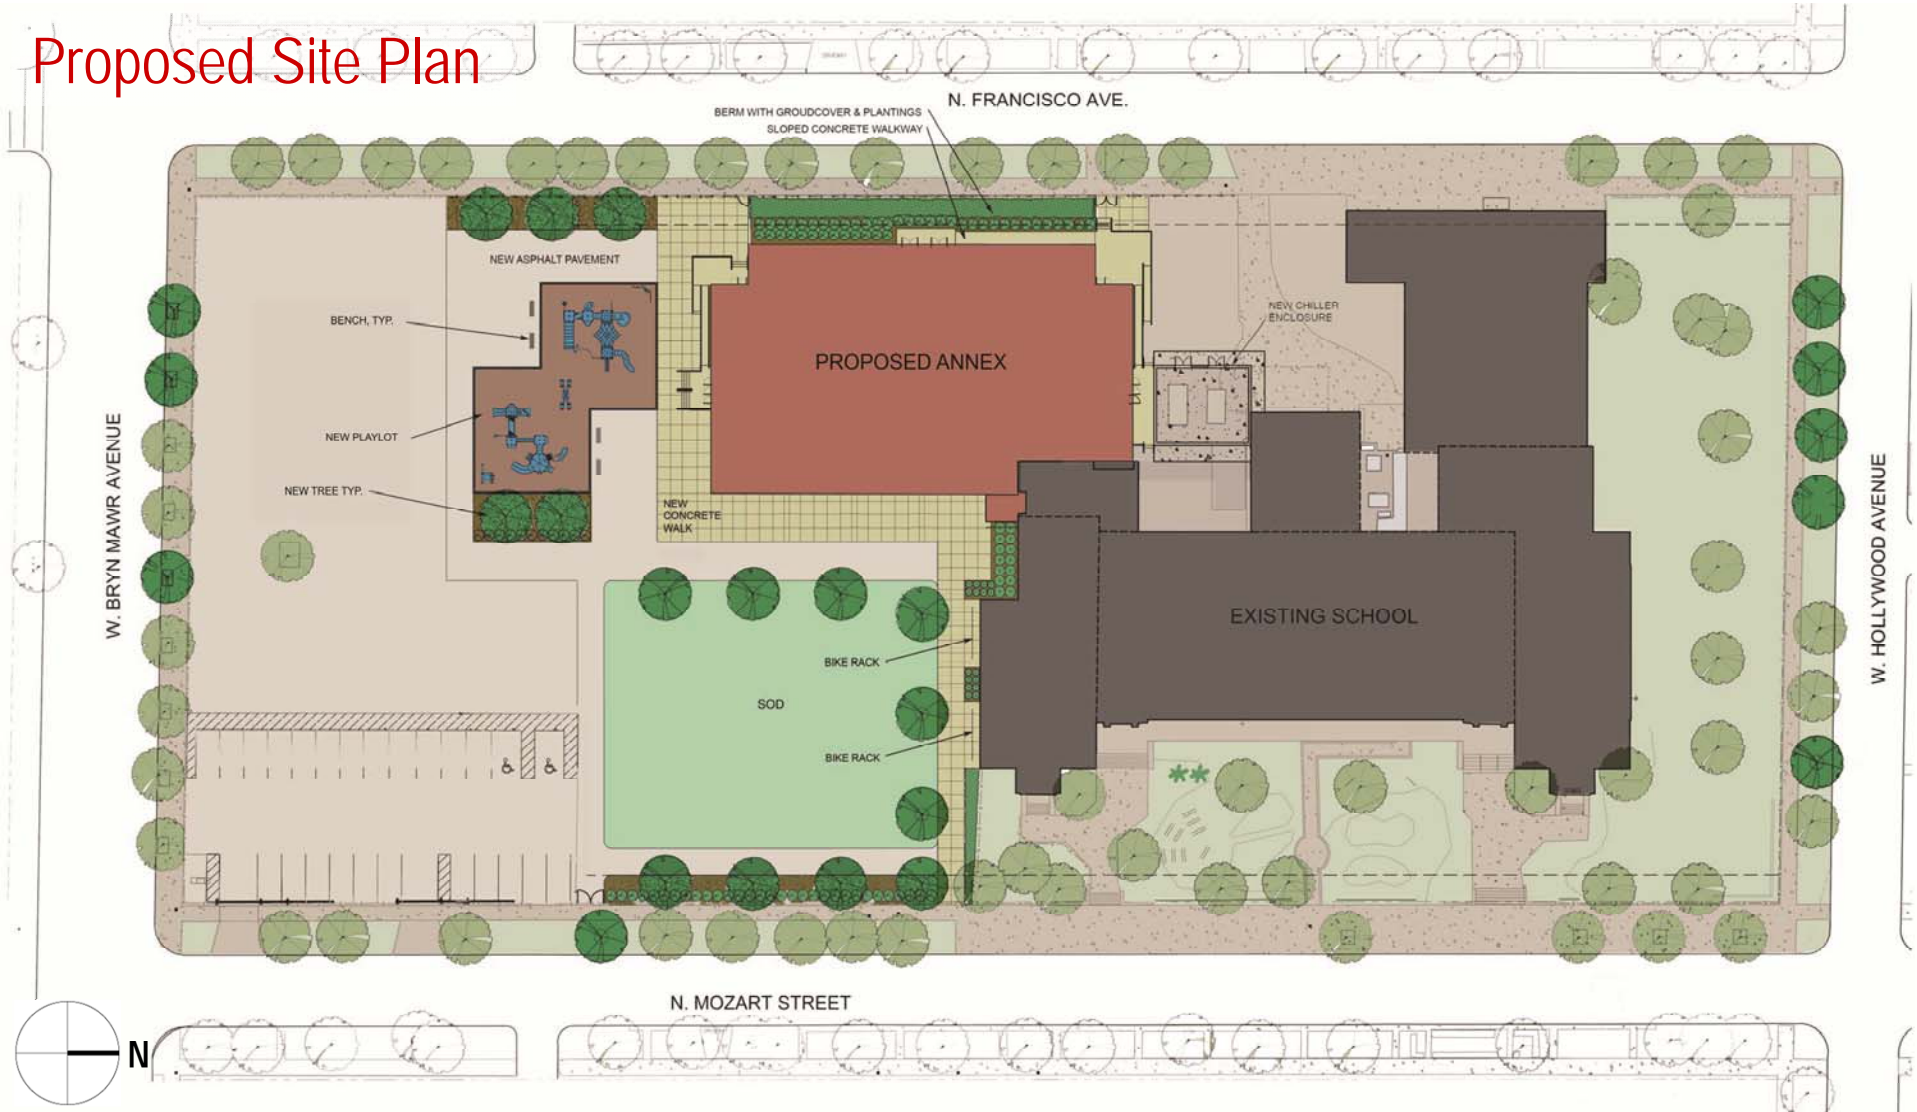 Proposed Site Plan
N. FRANCISCO AVE.
BERM WITH GROUDCOVER & PLANTINGS
SLOPED CONCRETE WALKWAY
NEW ASPHALT PAVEMENT
BENCH, TYP.
NEW CHILLER
ENCLOSURE
PROPOSED ANNEX
NEW PLAYLOT
NEW TREE TYP.
NEW
CONCRETE
WALK
W. BRYN MAWR AVENUE
W. HOLLYWOOD AVENUE
EXISTING SCHOOL
BIKE RACK
SOD
BIKE RACK
N. MOZART STREET
N